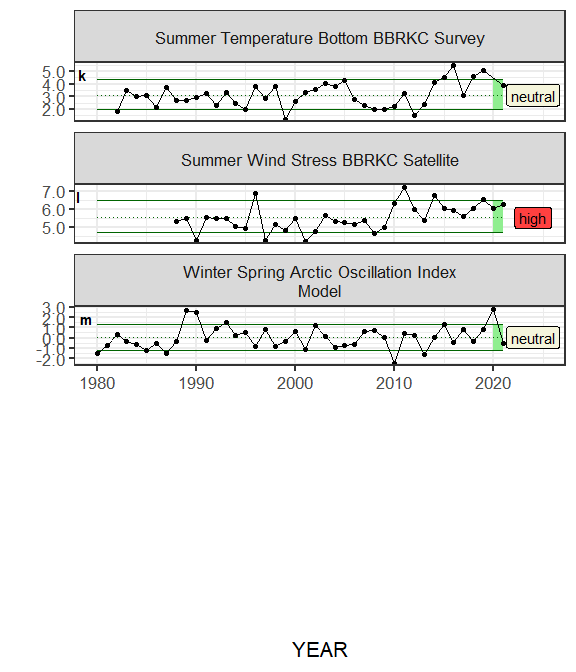 Summer Temperature Bottom BBRKC Survey
5.0
4.0
3.0
2.0
k
neutral
Summer Wind Stress BBRKC Satellite
7.0
6.0
5.0
l
high
Winter Spring Arctic Oscillation Index
Model
3.0
2.0
1.0
0.0
-1.0
-2.0
m
neutral
1980 1990 2000 2010 2020
YEAR